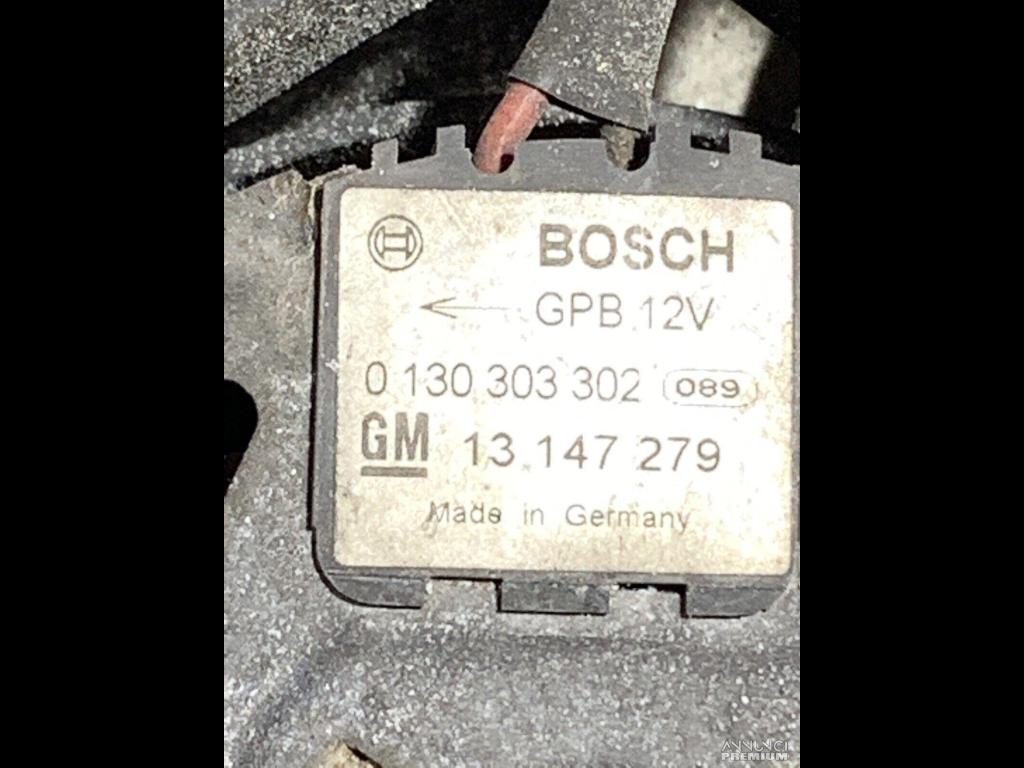 BOSCH
GPB 12V
0 130 303 302 089
GM 13 147 279
Made in Germany
ANNUNCI
PREMIUM